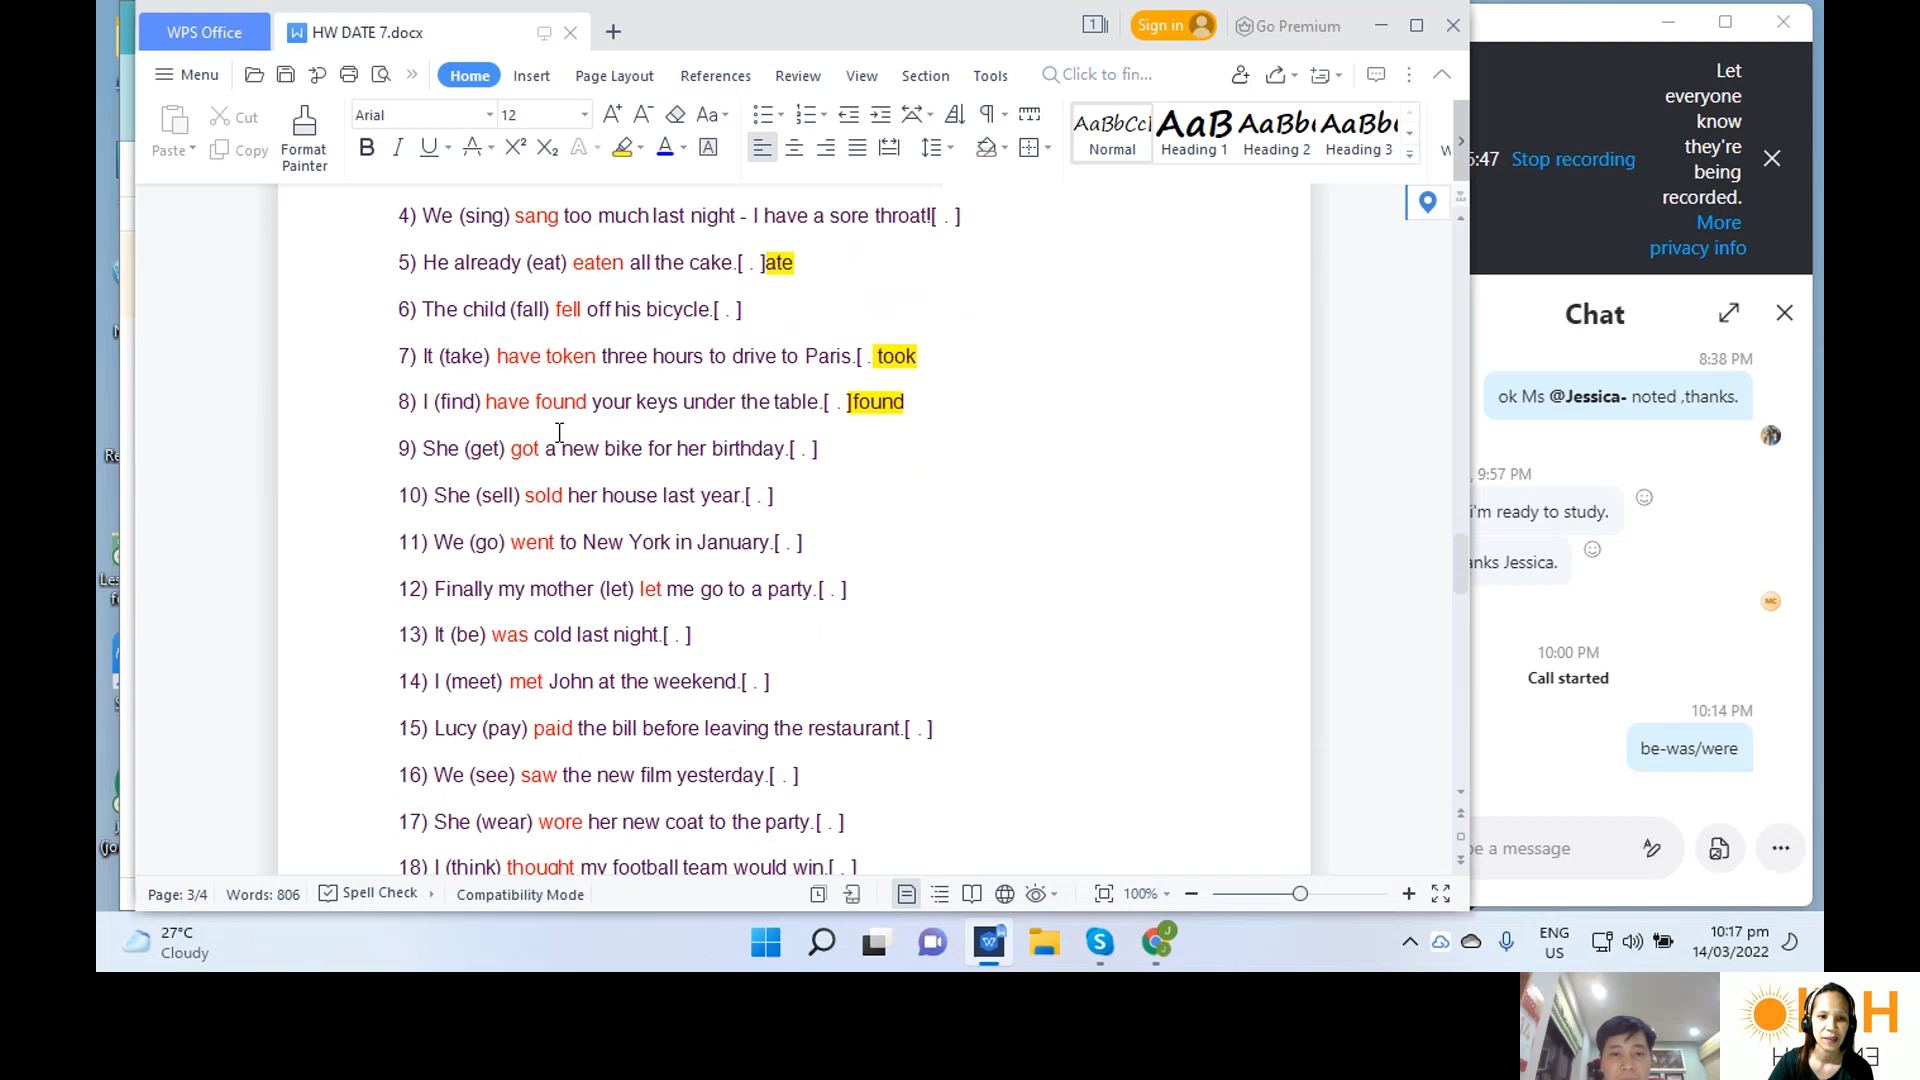 WPS Office
HW DATE 7.docx
Sign in
Go Premium
Menu
Home
Insert
Page Layout
References
Review
View
Section
Tools
Click to fin...
Paste
Cut
Copy
Format
Painter
Arial
12
AaBbCcI
Normal
AaB
Heading 1
AaBb(
Heading 2
AaBb(
Heading 3
4) We (sing) sang too much last night - I have a sore throat![ . ]
5) He already (eat) eaten all the cake.[ . ]ate
6) The child (fall) fell off his bicycle.[ . ]
7) It (take) have token three hours to drive to Paris.[ . took
8) I (find) have found your keys under the table.[ . ]found
9) She (get) got a new bike for her birthday.[ . ]
10) She (sell) sold her house last year.[ . ]
11) We (go) went to New York in January.[ . ]
12) Finally my mother (let) let me go to a party.[ . ]
13) It (be) was cold last night.[ . ]
14) I (meet) met John at the weekend.[ . ]
15) Lucy (pay) paid the bill before leaving the restaurant.[ . ]
16) We (see) saw the new film yesterday.[ . ]
17) She (wear) wore her new coat to the party.[ . ]
18) I (think) thought my football team would win.[ . ]
Page: 3/4
Words: 806
Spell Check
Compatibility Mode
100%
:47
Stop recording
Let
everyone
know
they're
being
recorded.
More
privacy info
Chat
8:38 PM
ok Ms @Jessica- noted ,thanks.
, 9:57 PM
i'm ready to study.
anks Jessica.
MC
10:00 PM
Call started
10:14 PM
be-was/were
e a message
27°C
Cloudy
ENG
US
10:17 pm
14/03/2022